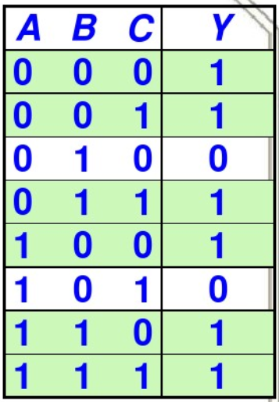 A B C Y
0 0 0 1
0 0 1 1
0 1 0 0
0 1 1 1
1 0 0 1
1 0 1 0
1 1 0 1
1 1 1 1